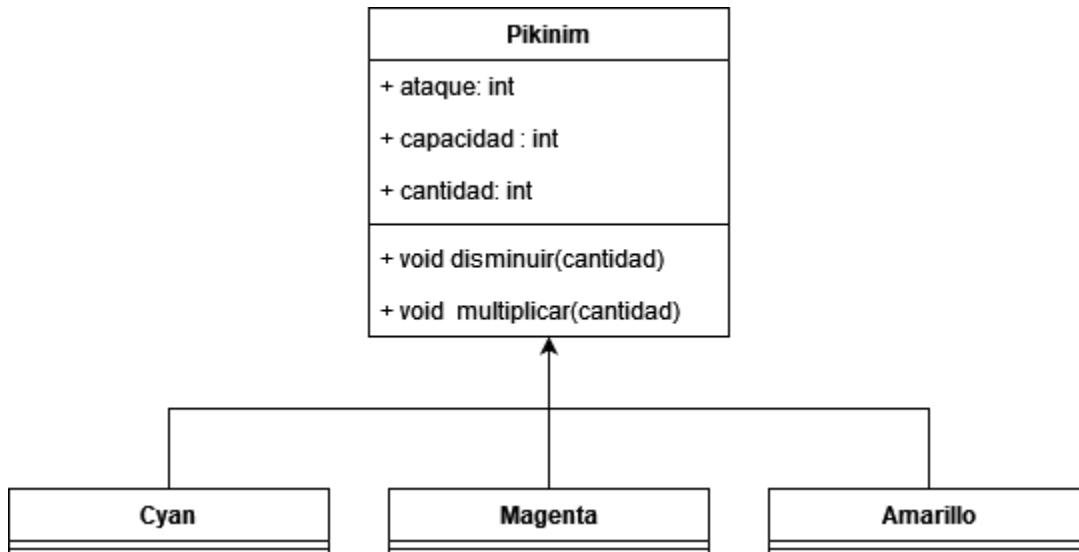 Pikinim
+ ataque: int
+ capacidad : int
+ cantidad: int
+ void disminuir(cantidad)
+ void  multiplicar(cantidad)
Cyan
Magenta
Amarillo